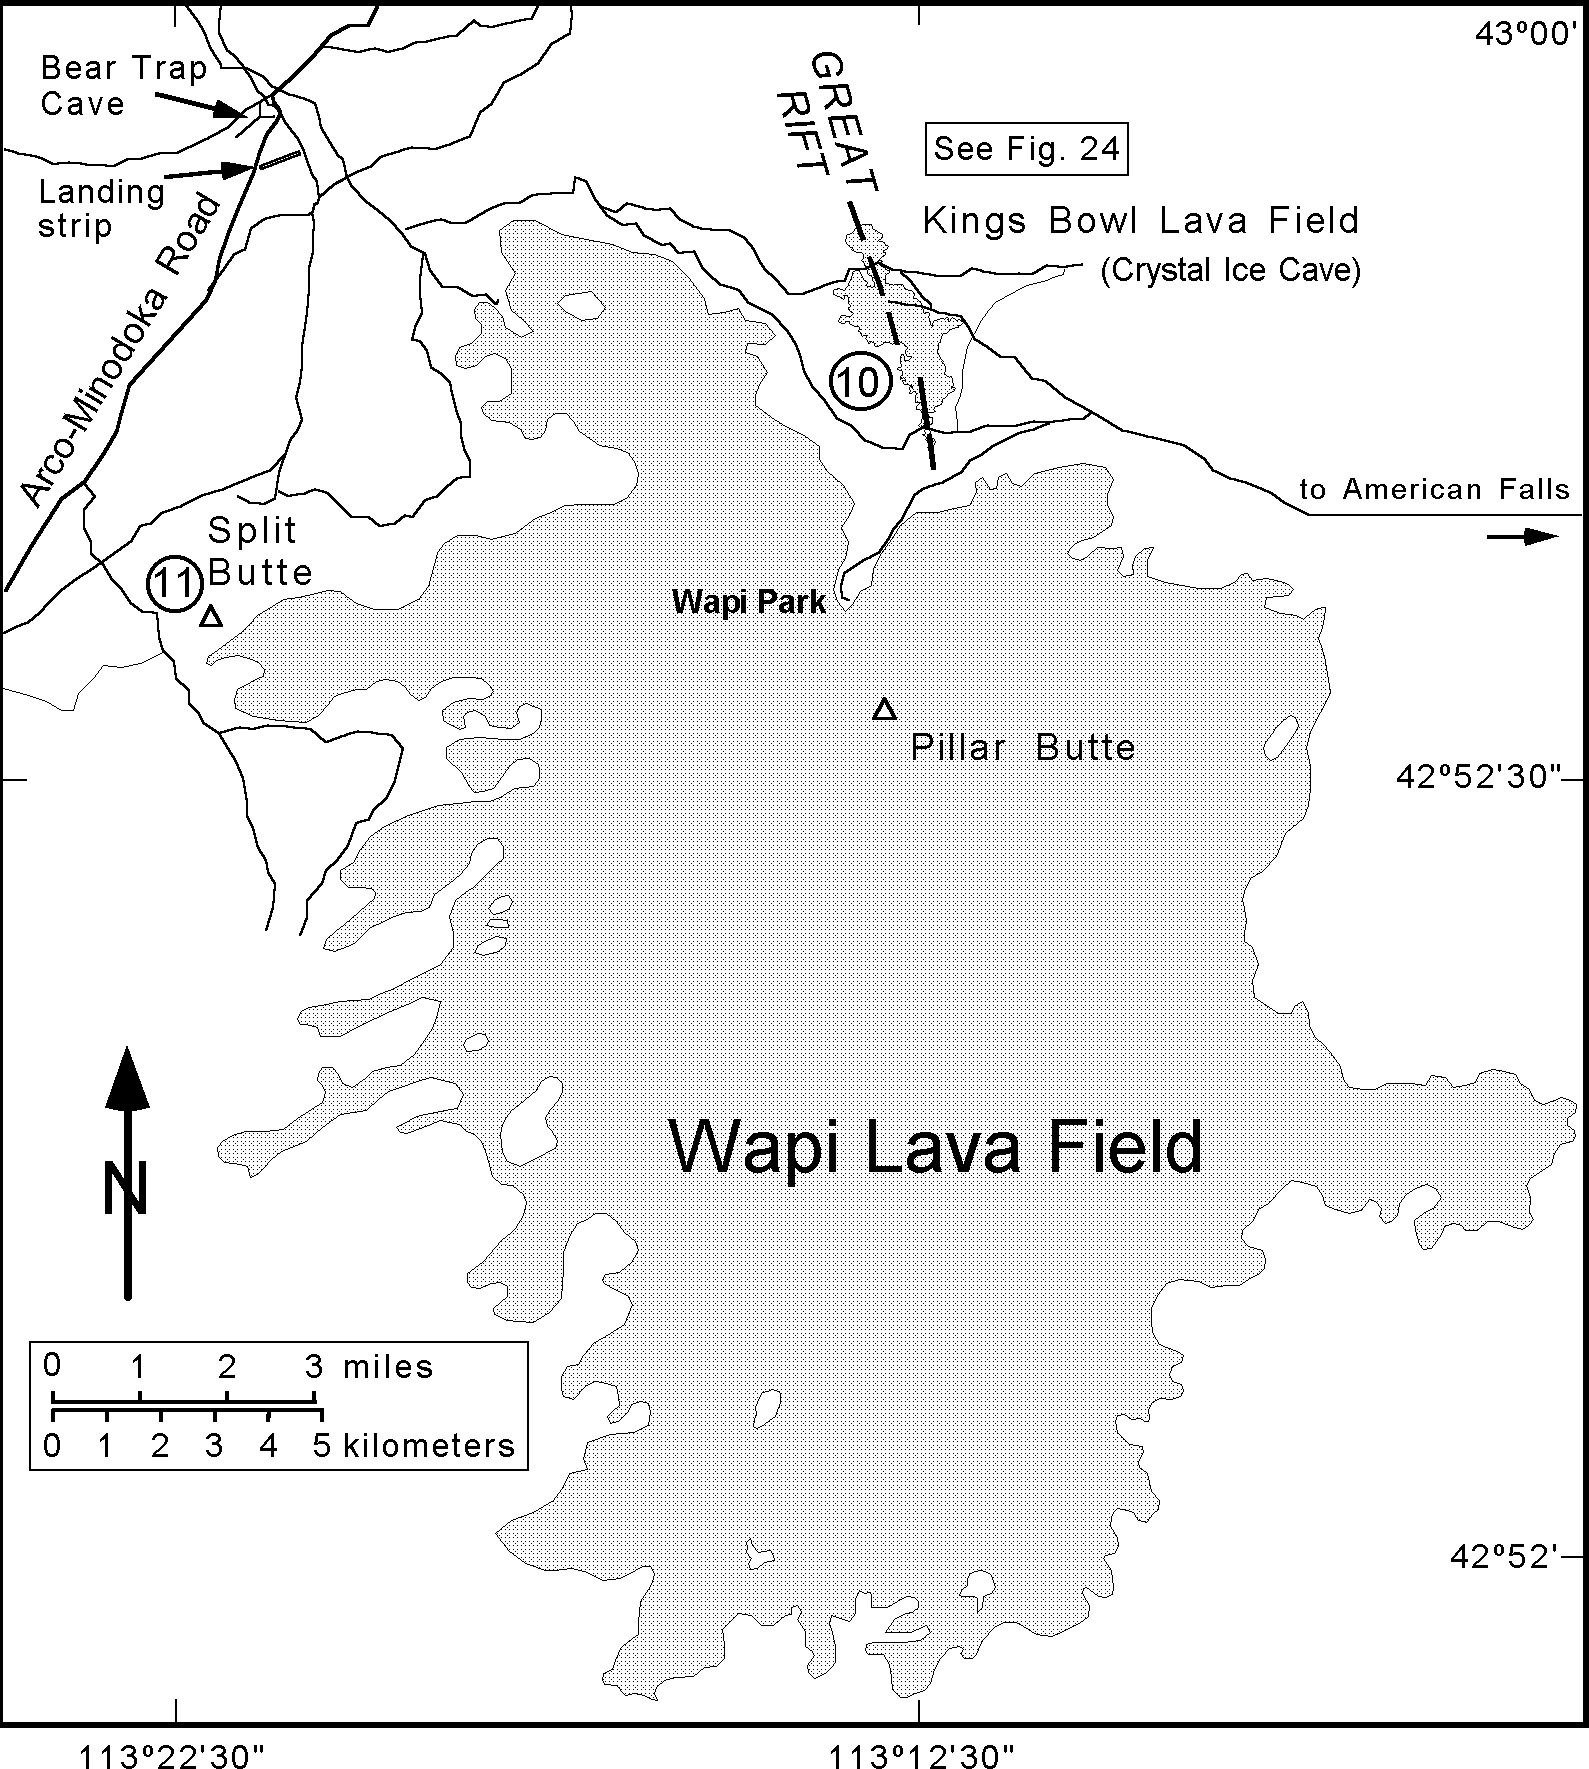 43º00'
Bear Trap
Cave
GREAT
RIFT
See Fig. 24
Landing
strip
Kings Bowl Lava Field
(Crystal Ice Cave)
Arco-Minodoka Road
10
to American Falls
Split
Butte
11
Wapi Park
Pillar Butte
42º52'30"
Wapi Lava Field
N
0 1 2 3 miles
0 1 2 3 4 5 kilometers
42º52'
113º22'30"
113º12'30"